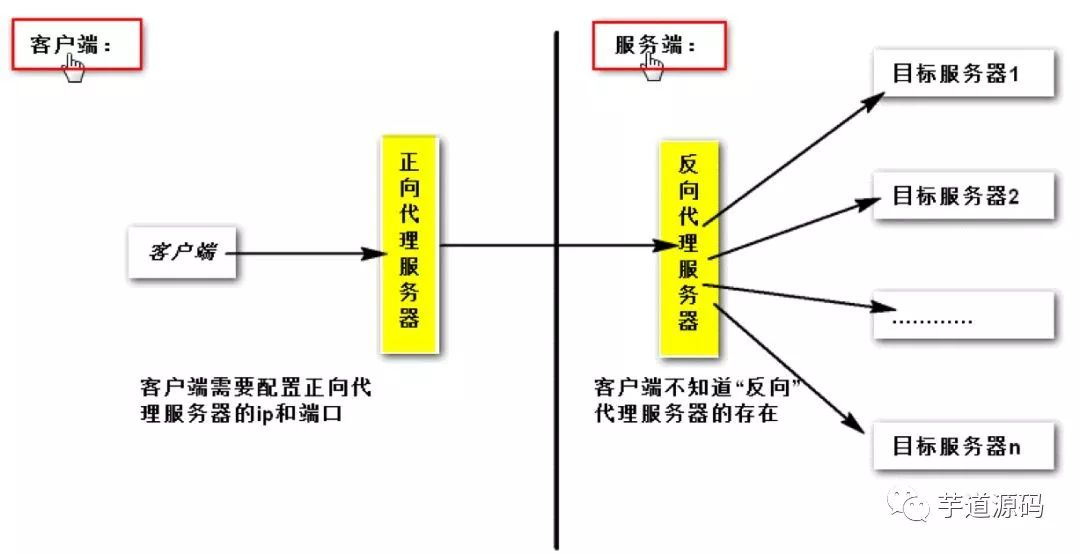 客户端：
服务端：
目标服务器1
正向代理服务器
反向代理服务器
目标服务器2
客户端
............
客户端需要配置正向代
理服务器的ip和端口
客户端不知道“反向”
代理服务器的存在
目标服务器n
芋道源码